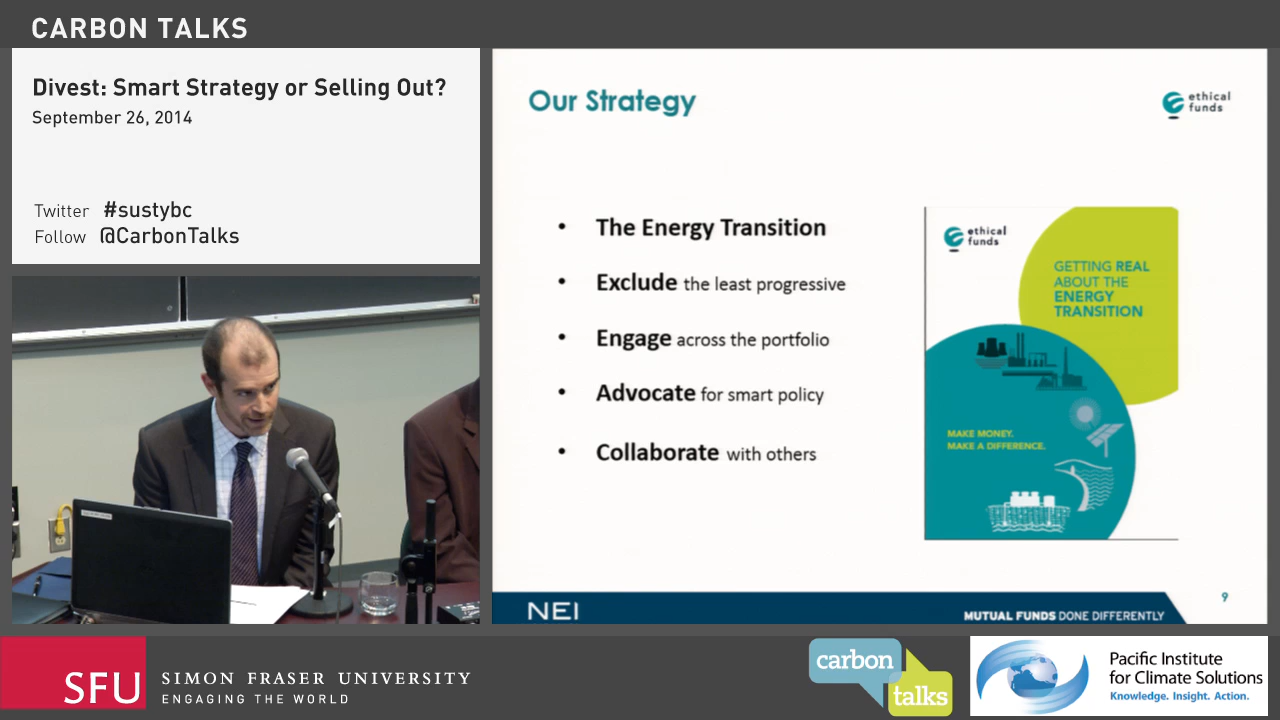 CARBON TALKS
Divest: Smart Strategy or Selling Out?
September 26, 2014
Twitter #sustybc
Follow @CarbonTalks
Our Strategy
ethical
funds
• The Energy Transition
• Exclude the least progressive
• Engage across the portfolio
• Advocate for smart policy
• Collaborate with others
ethical
funds
GETTING REAL
ABOUT THE
ENERGY
TRANSITION
MAKE MONEY.
MAKE A DIFFERENCE.
9
NEI
MUTUAL FUNDS DONE DIFFERENTLY
SFU
SIMON FRASER UNIVERSITY
ENGAGING THE WORLD
carbon
talks
Pacific Institute
for Climate Solutions
Knowledge. Insight. Action.